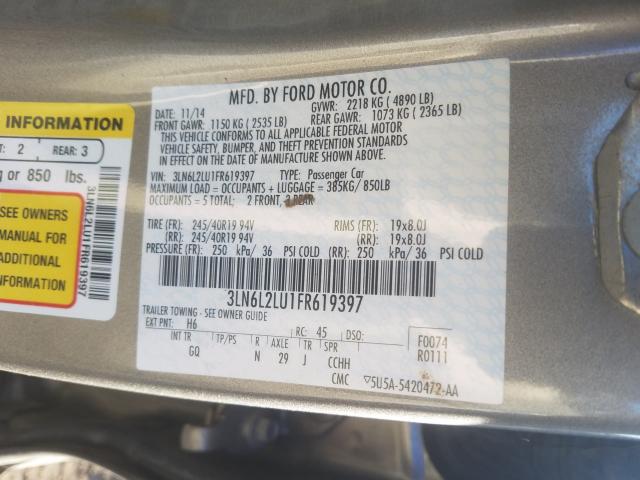 MFD. BY FORD MOTOR CO.
DATE: 11/14 GVWR: 2218 KG ( 4890 LB)
FRONT GAWR: 1150 KG ( 2535 LB) REAR GAWR: 1073 KG ( 2365 LB)
THIS VEHICLE CONFORMS TO ALL APPLICABLE FEDERAL MOTOR
VEHICLE SAFETY, BUMPER, AND THEFT PREVENTION STANDARDS
IN EFFECT ON THE DATE OF MANUFACTURE SHOWN ABOVE.
VIN: 3LN6L2LU1FR619397 TYPE: Passenger Car
MAXIMUM LOAD = OCCUPANTS + LUGGAGE = 385KG/ 850LB
OCCUPANTS = 5 TOTAL; 2 FRONT, 3 REAR
TIRE (FR): 245/40R19 94V RIMS (FR): 19x8.0J
(RR): 245/40R19 94V (RR): 19x8.0J
PRESSURE (FR): 250 kPa/ 36 PSI COLD (RR): 250 kPa/ 36 PSI COLD
3LN6L2LU1FR619397
TRAILER TOWING - SEE OWNER GUIDE
EXT PNT: H6 RC: 45 DSO: F0074
R0111
INT TR TP/PS R AXLE TR SPR
GQ N 29 J CCHH
CMC 5U5A-5420472-AA
INFORMATION
2 REAR: 3
or 850 lbs.
SEE OWNERS
MANUAL FOR
ADDITIONAL
INFORMATION
3LN6L2LU1FR619397